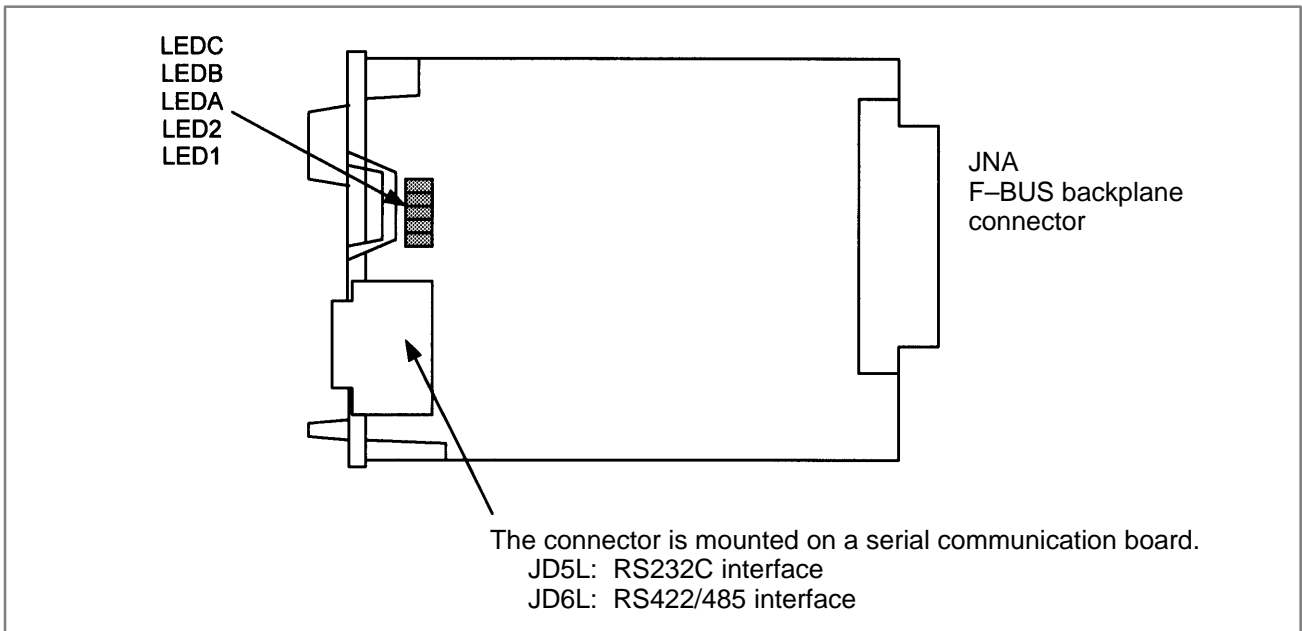 LEDC
LEDB
LEDA
LED2
LED1
JNA
F–BUS backplane
connector
The connector is mounted on a serial communication board.
JD5L: RS232C interface
JD6L: RS422/485 interface